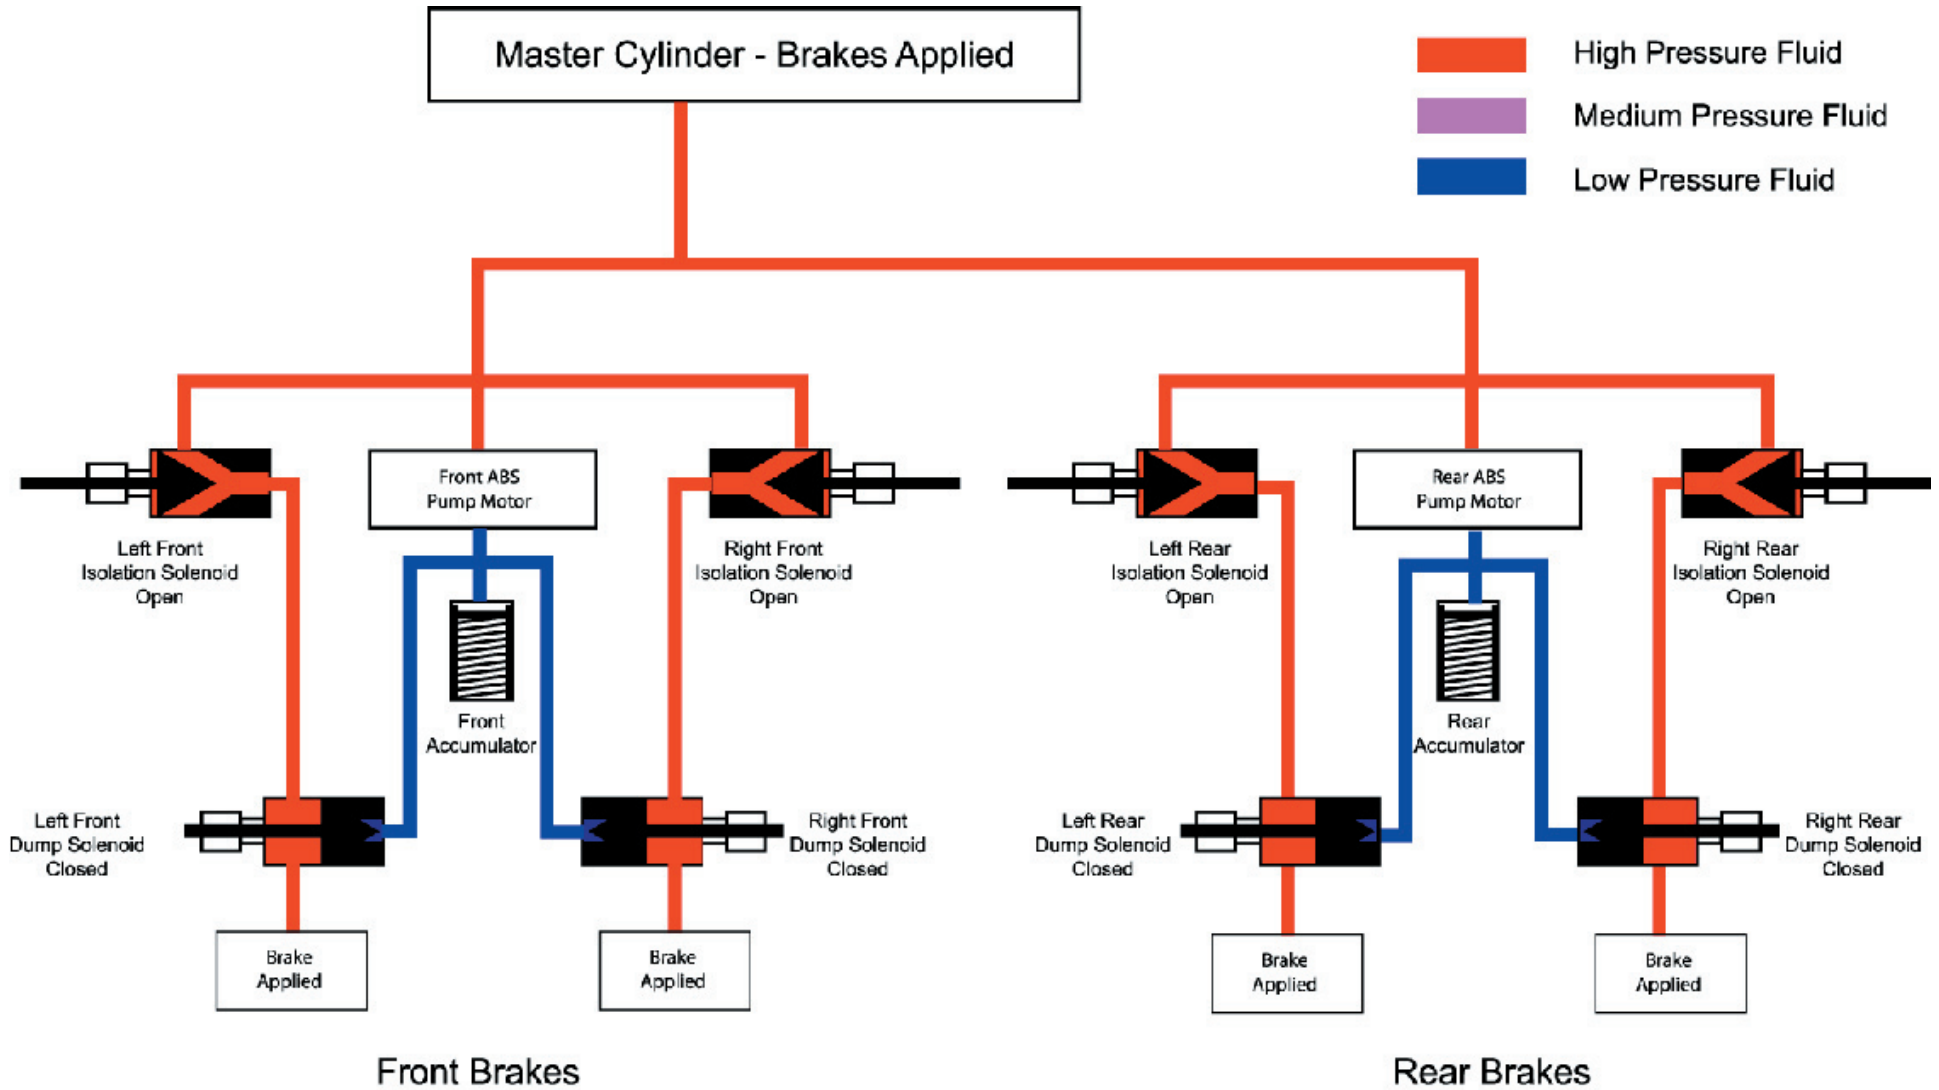 Master Cylinder - Brakes Applied
High Pressure Fluid
Medium Pressure Fluid
Low Pressure Fluid
Front ABS
Pump Motor
Rear ABS
Pump Motor
Left Front
Isolation Solenoid
Open
Right Front
Isolation Solenoid
Open
Left Rear
Isolation Solenoid
Open
Right Rear
Isolation Solenoid
Open
Front
Accumulator
Rear
Accumulator
Left Front
Dump Solenoid
Closed
Right Front
Dump Solenoid
Closed
Left Rear
Dump Solenoid
Closed
Right Rear
Dump Solenoid
Closed
Brake
Applied
Brake
Applied
Brake
Applied
Brake
Applied
Front Brakes
Rear Brakes